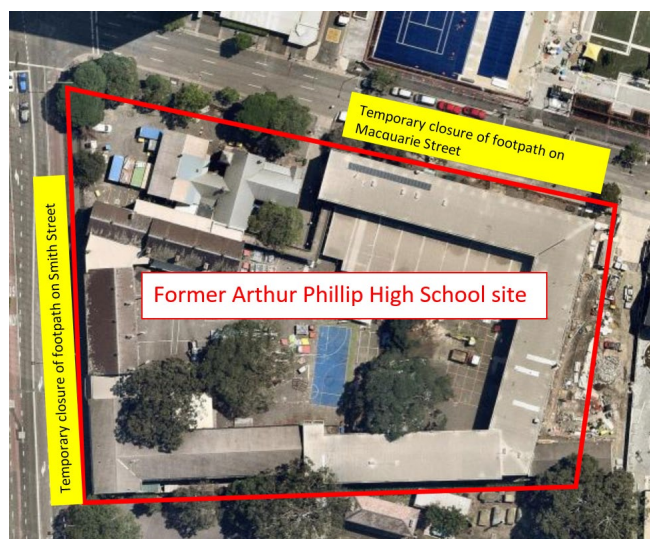 Temporary closure of footpath on
Macquarie Street
Temporary closure of footpath on Smith Street
Former Arthur Phillip High School site